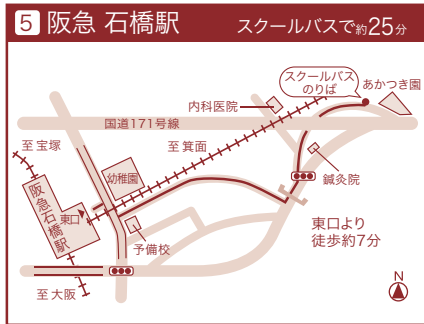 5 阪急 石橋駅
スクールバスで約25分
スクールバス
のりば
あかつき園
内科医院
国道171号線
至宝塚
至箕面
幼稚園
鍼灸院
阪急石橋駅
東口
予備校
東口より
徒歩約7分
至大阪
N